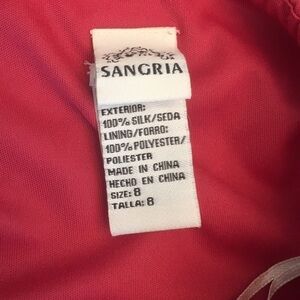 SANGRIA
EXTERIOR:
100% SILK/SEDA
LINING/FORRO:
100% POLYESTER/
POLIESTER
MADE IN CHINA
HECHO EN CHINA
SIZE: 8
TALLA: 8